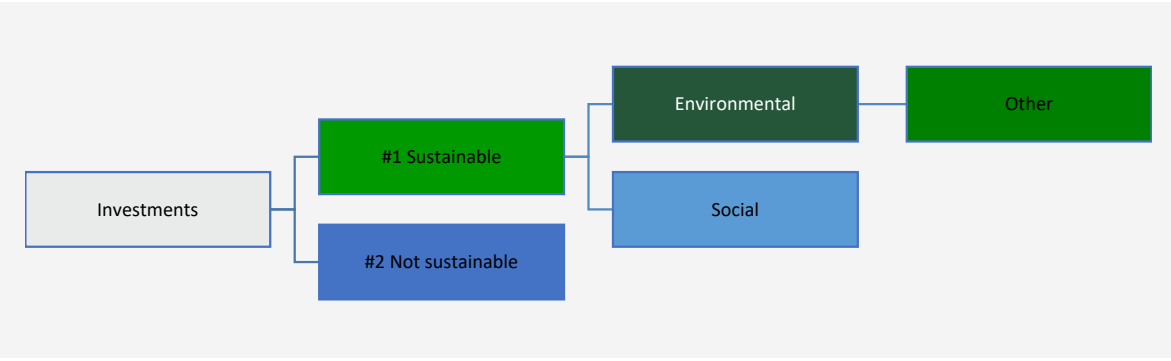 Investments
#1 Sustainable
#2 Not sustainable
Environmental
Social
Other